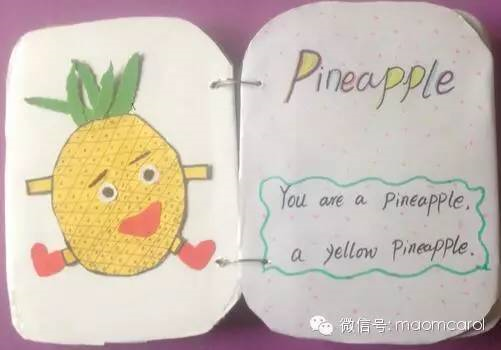 Pineapple
You are a pineapple,
a yellow pineapple.
微信号: maomcarol